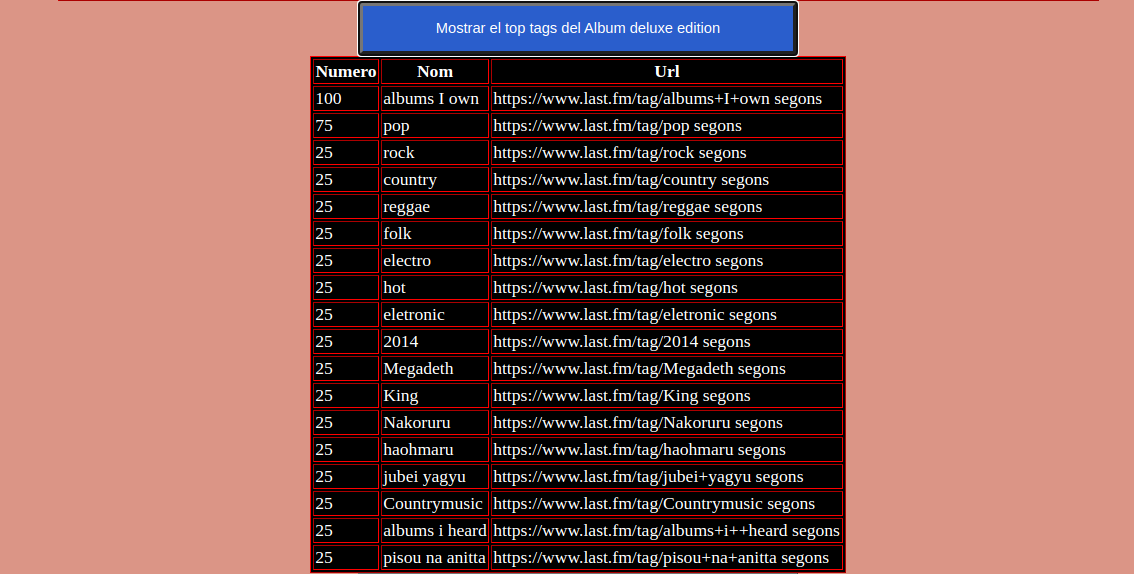 Mostrar el top tags del Album deluxe edition
Numero Nom Url
100 albums I own https://www.last.fm/tag/albums+I+own segons
75 pop https://www.last.fm/tag/pop segons
25 rock https://www.last.fm/tag/rock segons
25 country https://www.last.fm/tag/country segons
25 reggae https://www.last.fm/tag/reggae segons
25 folk https://www.last.fm/tag/folk segons
25 electro https://www.last.fm/tag/electro segons
25 hot https://www.last.fm/tag/hot segons
25 eletronic https://www.last.fm/tag/eletronic segons
25 2014 https://www.last.fm/tag/2014 segons
25 Megadeth https://www.last.fm/tag/Megadeth segons
25 King https://www.last.fm/tag/King segons
25 Nakoruru https://www.last.fm/tag/Nakoruru segons
25 haohmaru https://www.last.fm/tag/haohmaru segons
25 jubei yagyu https://www.last.fm/tag/jubei+yagyu segons
25 Countrymusic https://www.last.fm/tag/Countrymusic segons
25 albums i heard https://www.last.fm/tag/albums+i++heard segons
25 pisou na anitta https://www.last.fm/tag/pisou+na+anitta segons